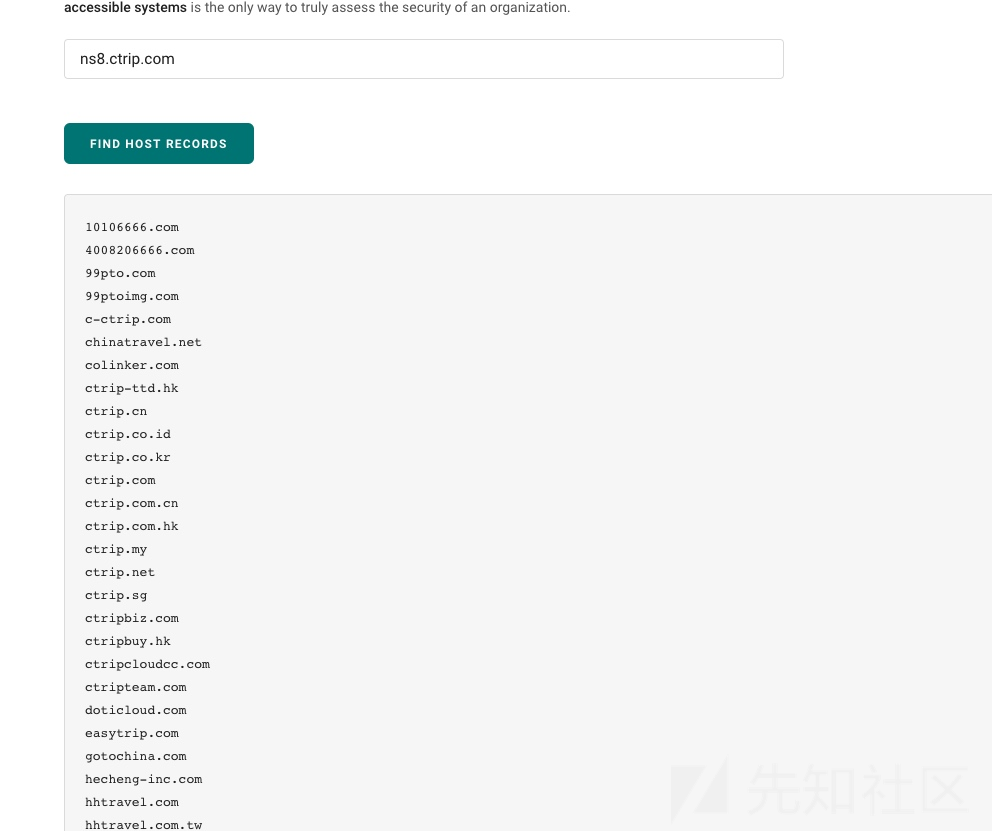 accessible systems is the only way to truly assess the security of an organization.
ns8.ctrip.com
FIND HOST RECORDS
10106666.com
4008206666.com
99pto.com
99ptoimg.com
c-ctrip.com
chinatravel.net
colinker.com
ctrip-ttd.hk
ctrip.cn
ctrip.co.id
ctrip.co.kr
ctrip.com
ctrip.com.cn
ctrip.com.hk
ctrip.my
ctrip.net
ctrip.sg
ctripbiz.com
ctripbuy.hk
ctripcloudcc.com
ctripteam.com
doticloud.com
easytrip.com
gotochina.com
hecheng-inc.com
hhtravel.com
hhtravel.com.tw
先知社区